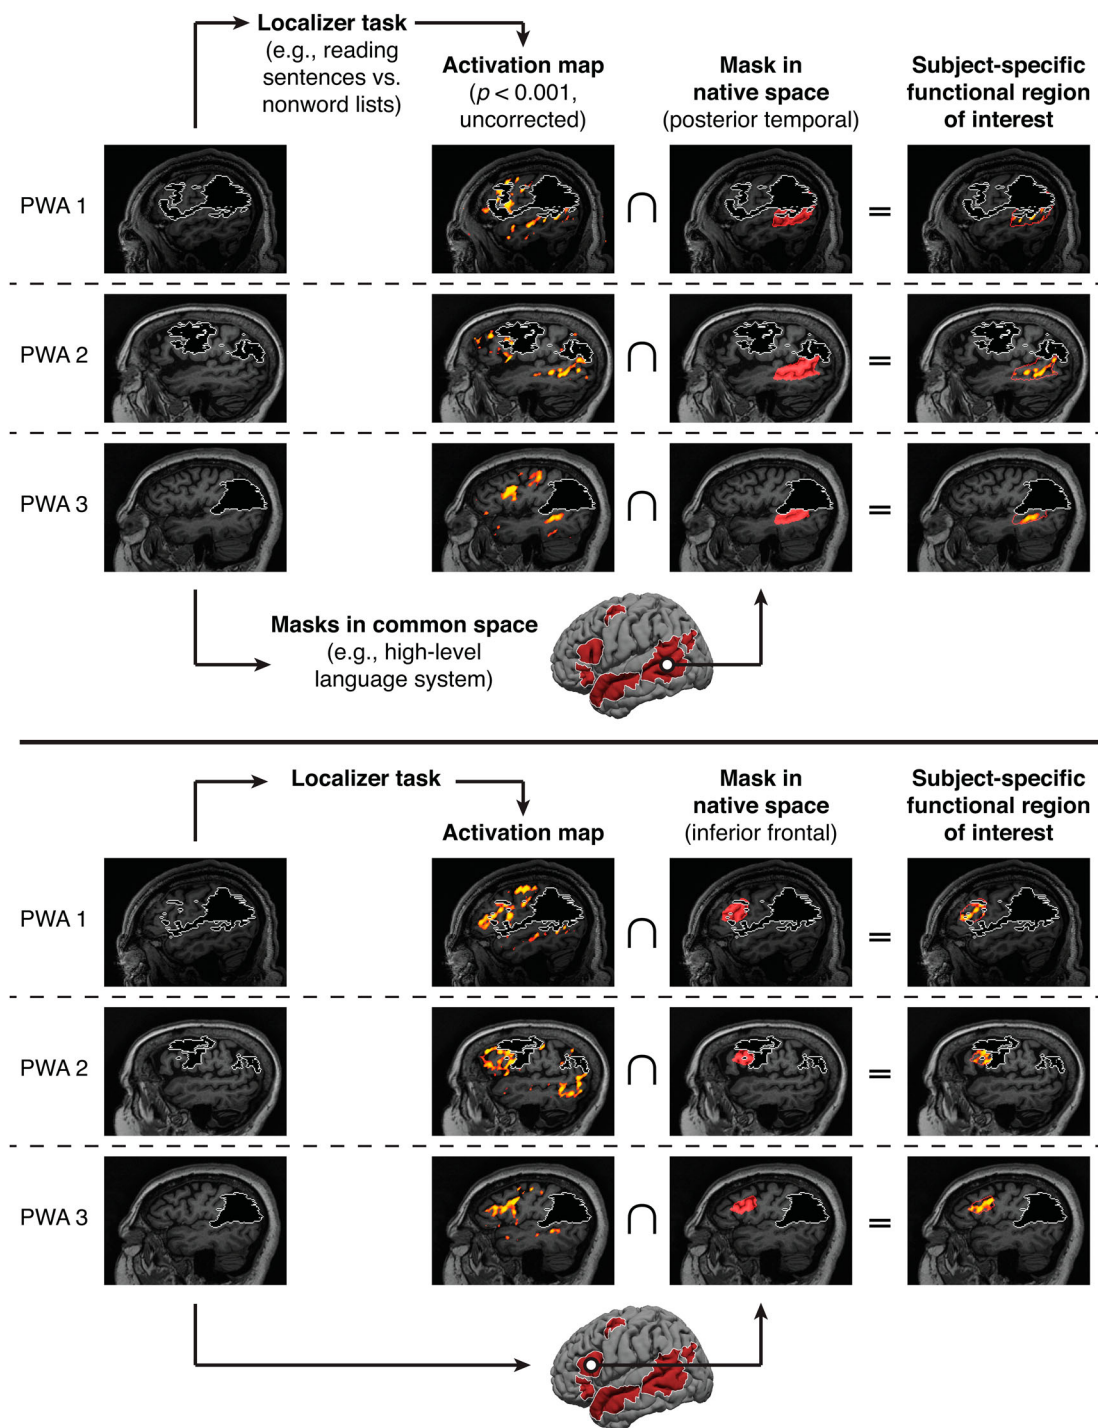 Localizer task
(e.g., reading
sentences vs.
nonword lists)
Activation map
(p < 0.001,
uncorrected)
Mask in
native space
(posterior temporal)
Subject-specific
functional region
of interest
PWA 1
∩
=
PWA 2
∩
=
PWA 3
∩
=
Masks in common space
(e.g., high-level
language system)
Localizer task
Activation map
Mask in
native space
(inferior frontal)
Subject-specific
functional region
of interest
PWA 1
∩
=
PWA 2
∩
=
PWA 3
∩
=